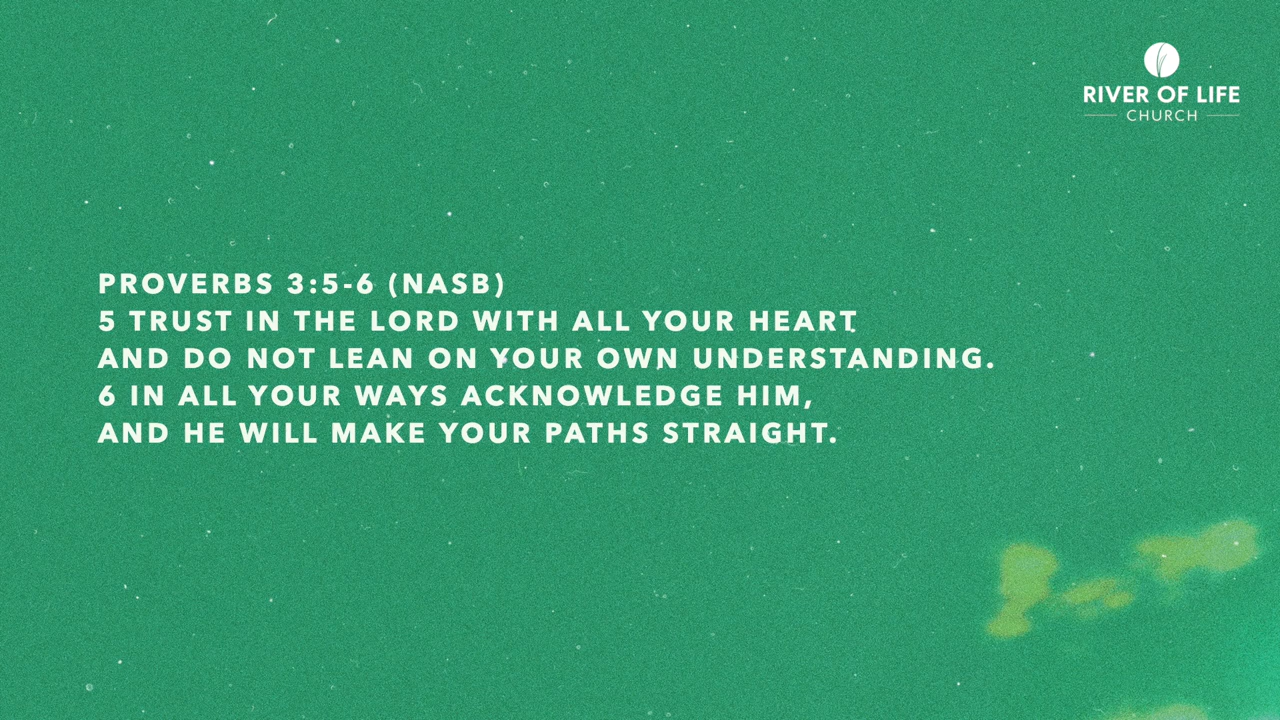 RIVER OF LIFE
CHURCH
PROVERBS 3:5-6 (NASB)
5 TRUST IN THE LORD WITH ALL YOUR HEART
AND DO NOT LEAN ON YOUR OWN UNDERSTANDING.
6 IN ALL YOUR WAYS ACKNOWLEDGE HIM,
AND HE WILL MAKE YOUR PATHS STRAIGHT.